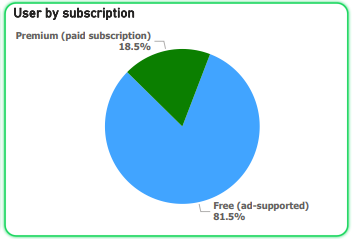 User by subscription
Premium (paid subscription)
18.5%
Free (ad-supported)
81.5%